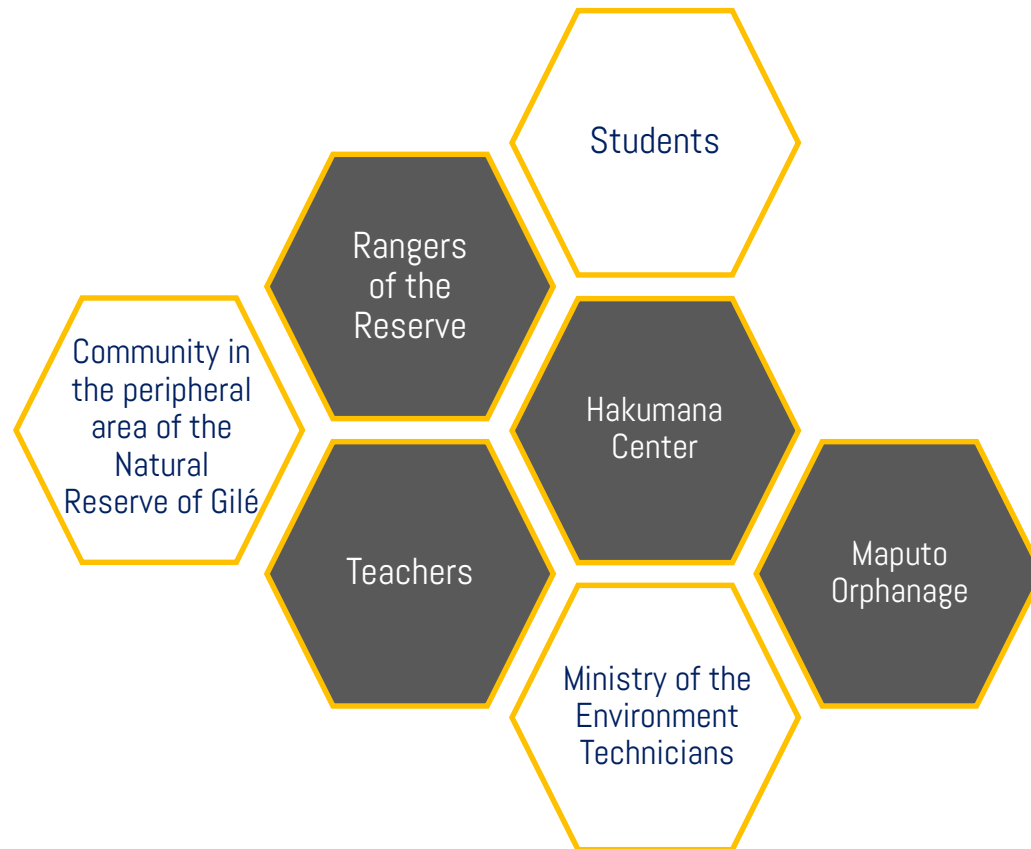 Students
Rangers
of the
Reserve
Community in
the peripheral
area of the
Natural
Reserve of Gilé
Hakumana
Center
Teachers
Maputo
Orphanage
Ministry of the
Environment
Technicians